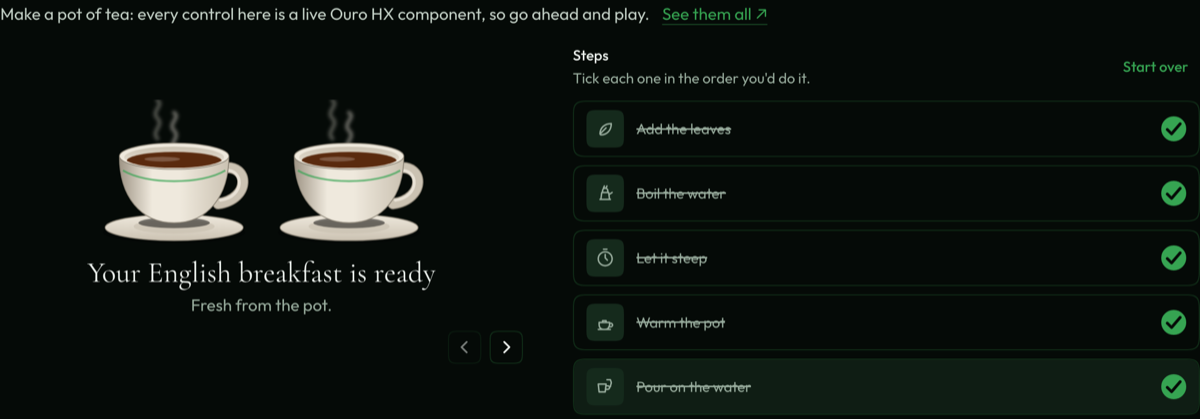 Make a pot of tea: every control here is a live Ouro HX component, so go ahead and play. See them all ↗
Your English breakfast is ready
Fresh from the pot.
Steps
Tick each one in the order you'd do it.
Start over
Add the leaves
Boil the water
Let it steep
Warm the pot
Pour on the water